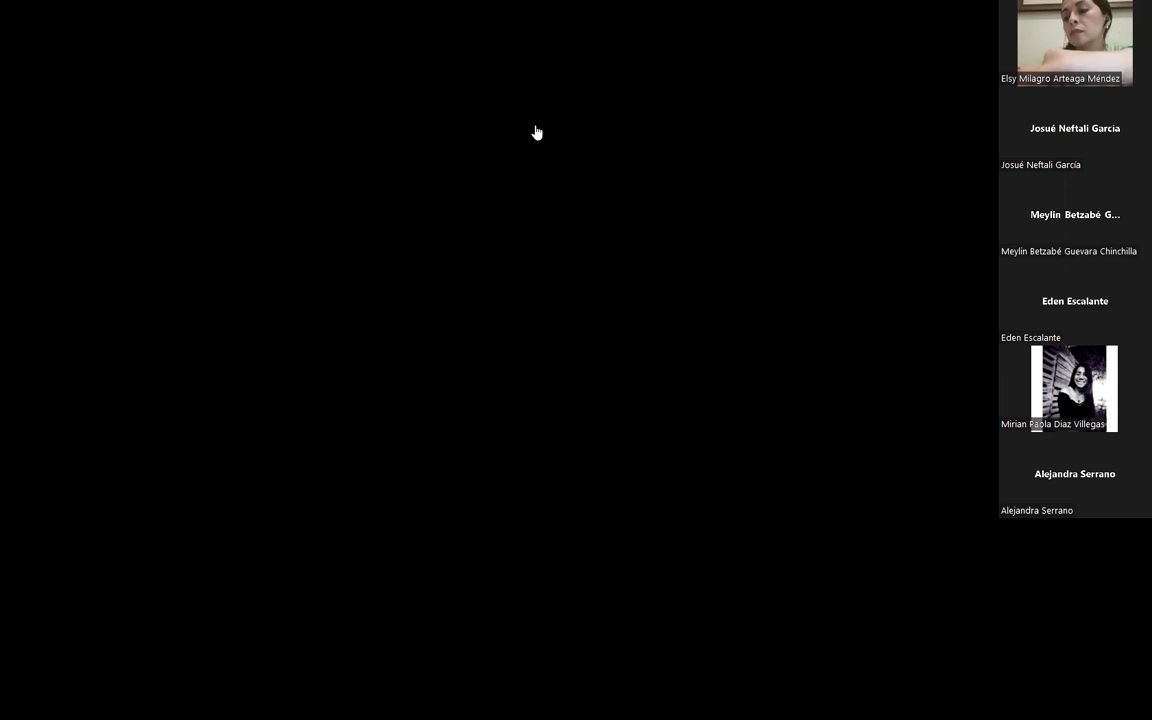 Elsy Milagro Arteaga Méndez
Josué Neftali García
Josué Neftali García
Meylin Betzabé G...
Meylin Betzabé Guevara Chinchilla
Eden Escalante
Eden Escalante
Mirian Paola Diaz Villegas
Alejandra Serrano
Alejandra Serrano